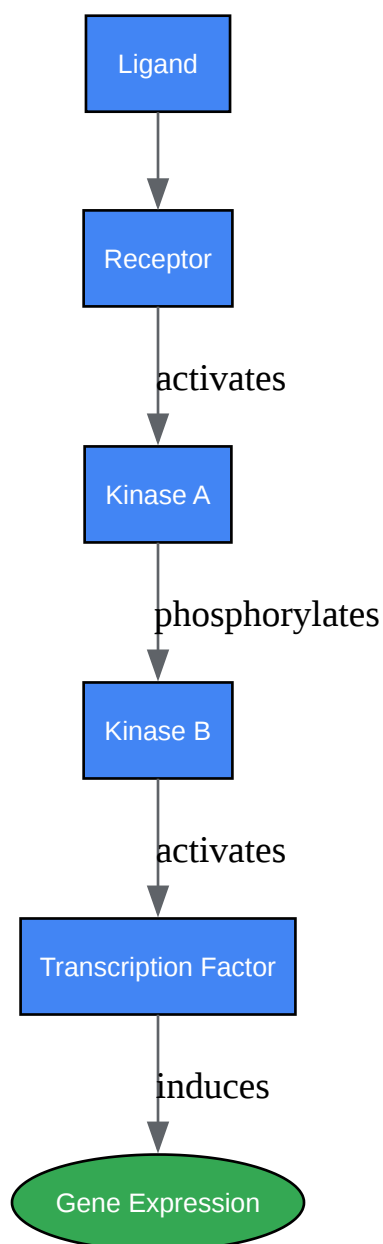 Ligand
Receptor
activates
Kinase A
phosphorylates
Kinase B
activates
Transcription Factor
induces
Gene Expression